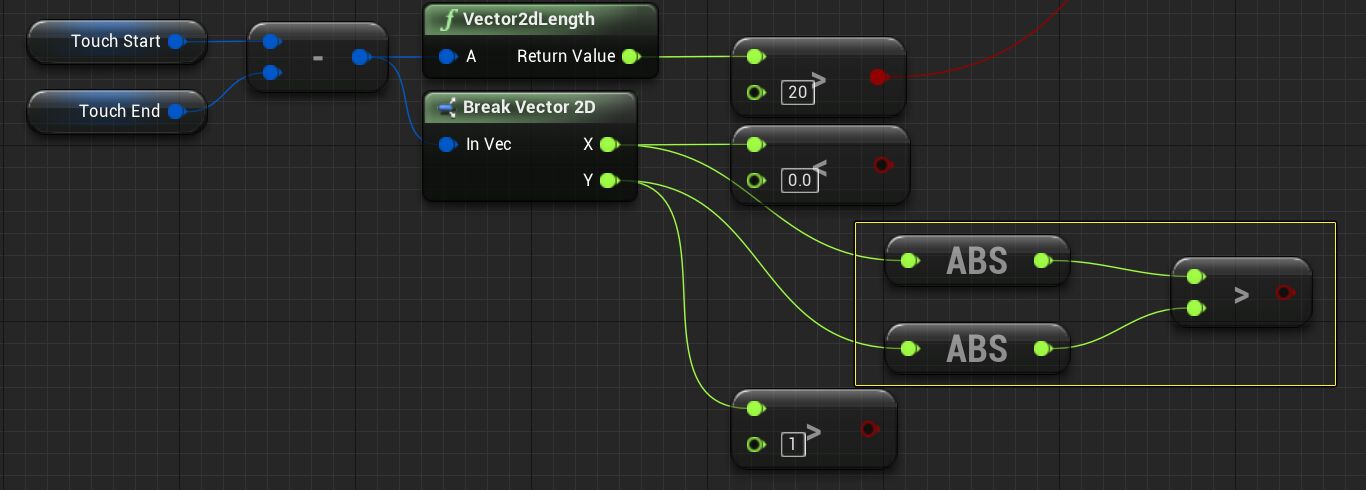 Touch Start
Touch End
-
Vector2dLength
A Return Value
Break Vector 2D
In Vec X
Y
>
20
<
0.0
ABS
ABS
>
>
1